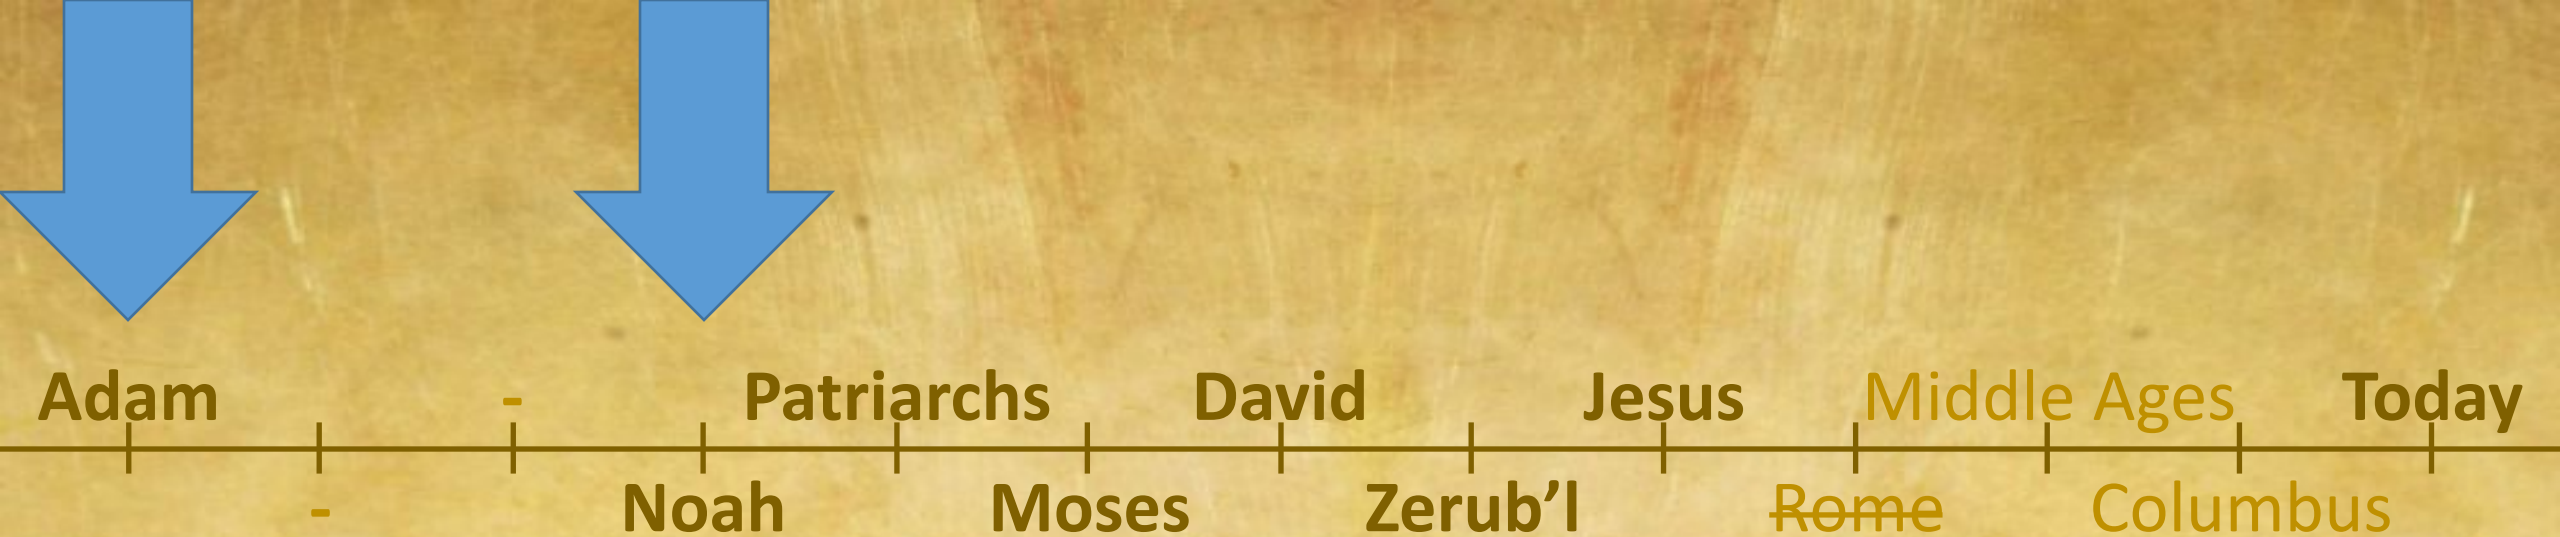 Adam - Patriarchs David Jesus Middle Ages Today
- Noah Moses Zerub’l Rome Columbus